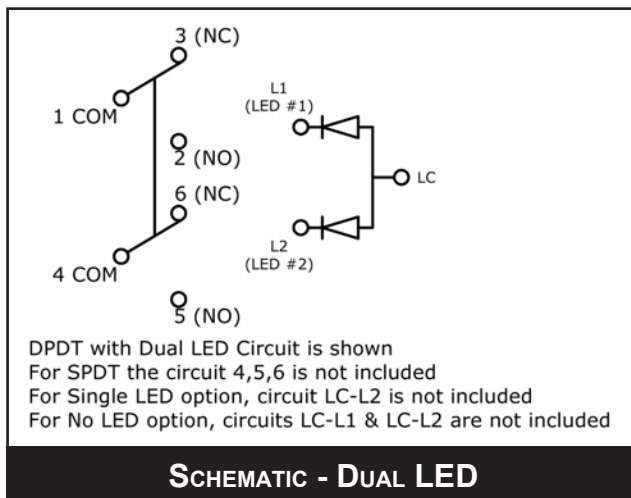 3 (NC)
1 COM
2 (NO)
6 (NC)
4 COM
5 (NO)
L1
(LED #1)
LC
L2
(LED #2)
DPDT with Dual LED Circuit is shown
For SPDT the circuit 4,5,6 is not included
For Single LED option, circuit LC-L2 is not included
For No LED option, circuits LC-L1 & LC-L2 are not included
Schematic - Dual LED